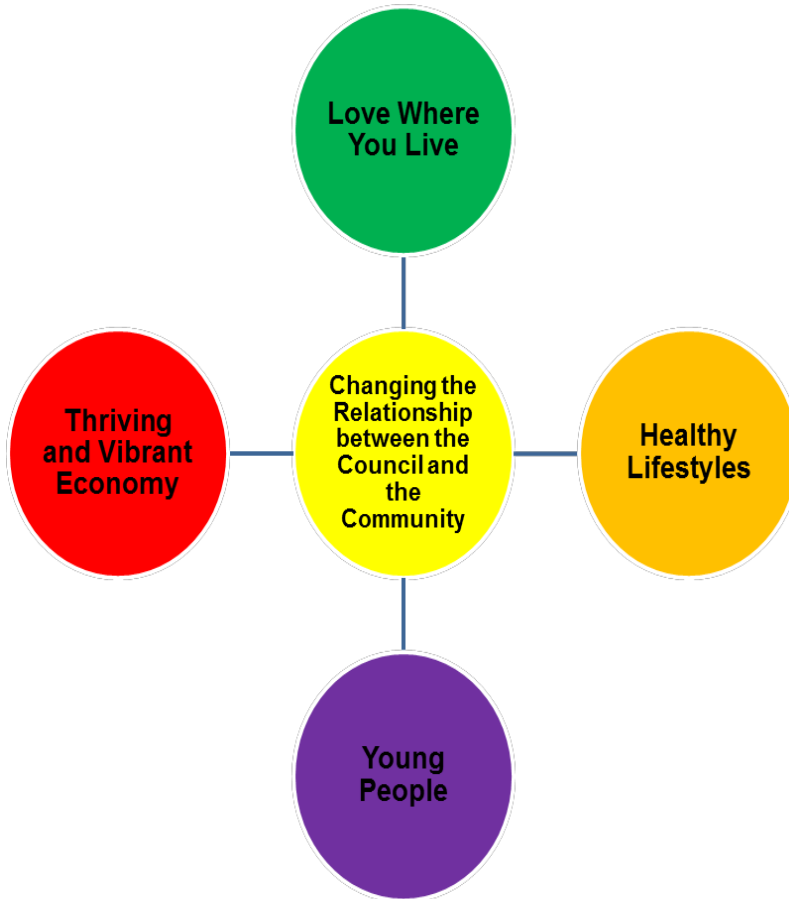 Love Where
You Live
Thriving
and Vibrant
Economy
Changing the
Relationship
between the
Council and
the
Community
Healthy
Lifestyles
Young
People